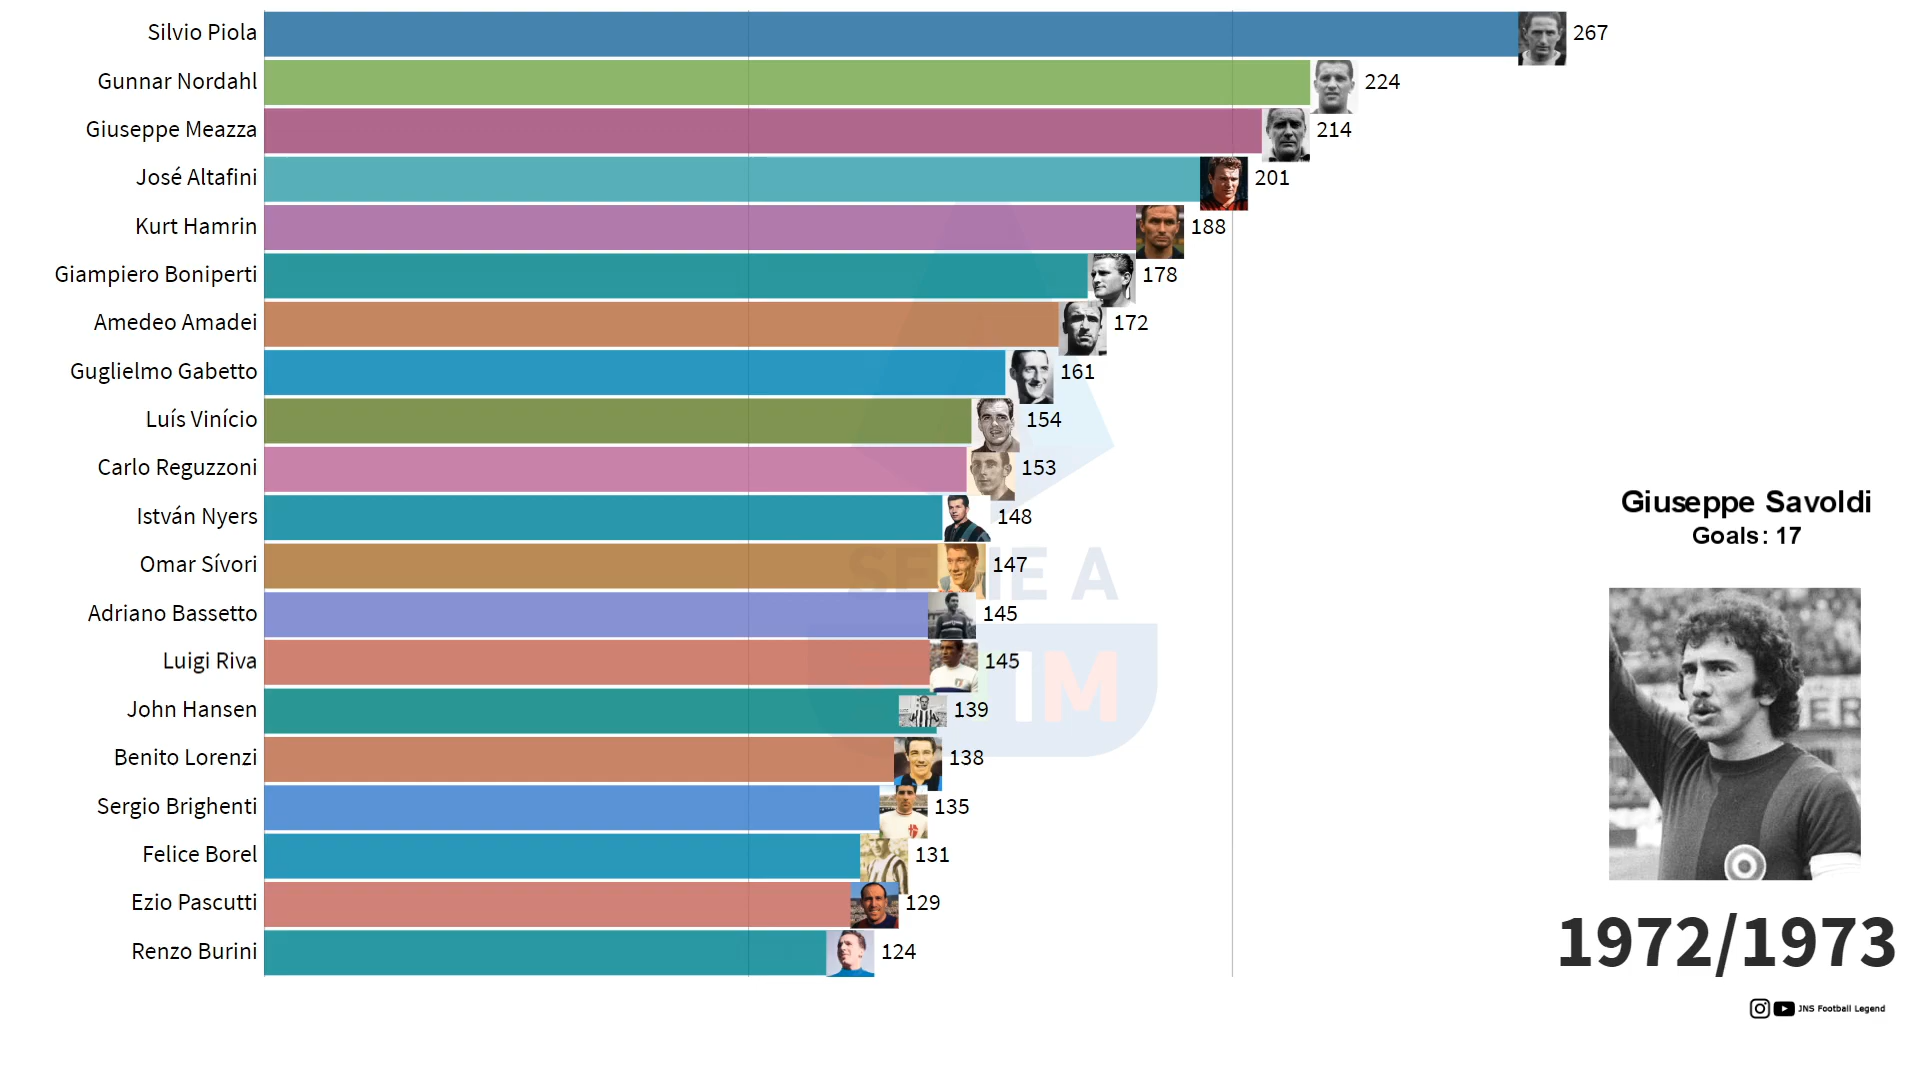 Silvio Piola 267
Gunnar Nordahl 224
Giuseppe Meazza 214
José Altafini 201
Kurt Hamrin 188
Giampiero Boniperti 178
Amedeo Amadei 172
Guglielmo Gabetto 161
Luís Vinício 154
Carlo Reguzzoni 153
István Nyers 148
Omar Sívori 147
Adriano Bassetto 145
Luigi Riva 145
John Hansen 139
Benito Lorenzi 138
Sergio Brighenti 135
Felice Borel 131
Ezio Pascutti 129
Renzo Burini 124
SERIE A
TIM
Giuseppe Savoldi
Goals: 17
1972/1973
JNS Football Legend